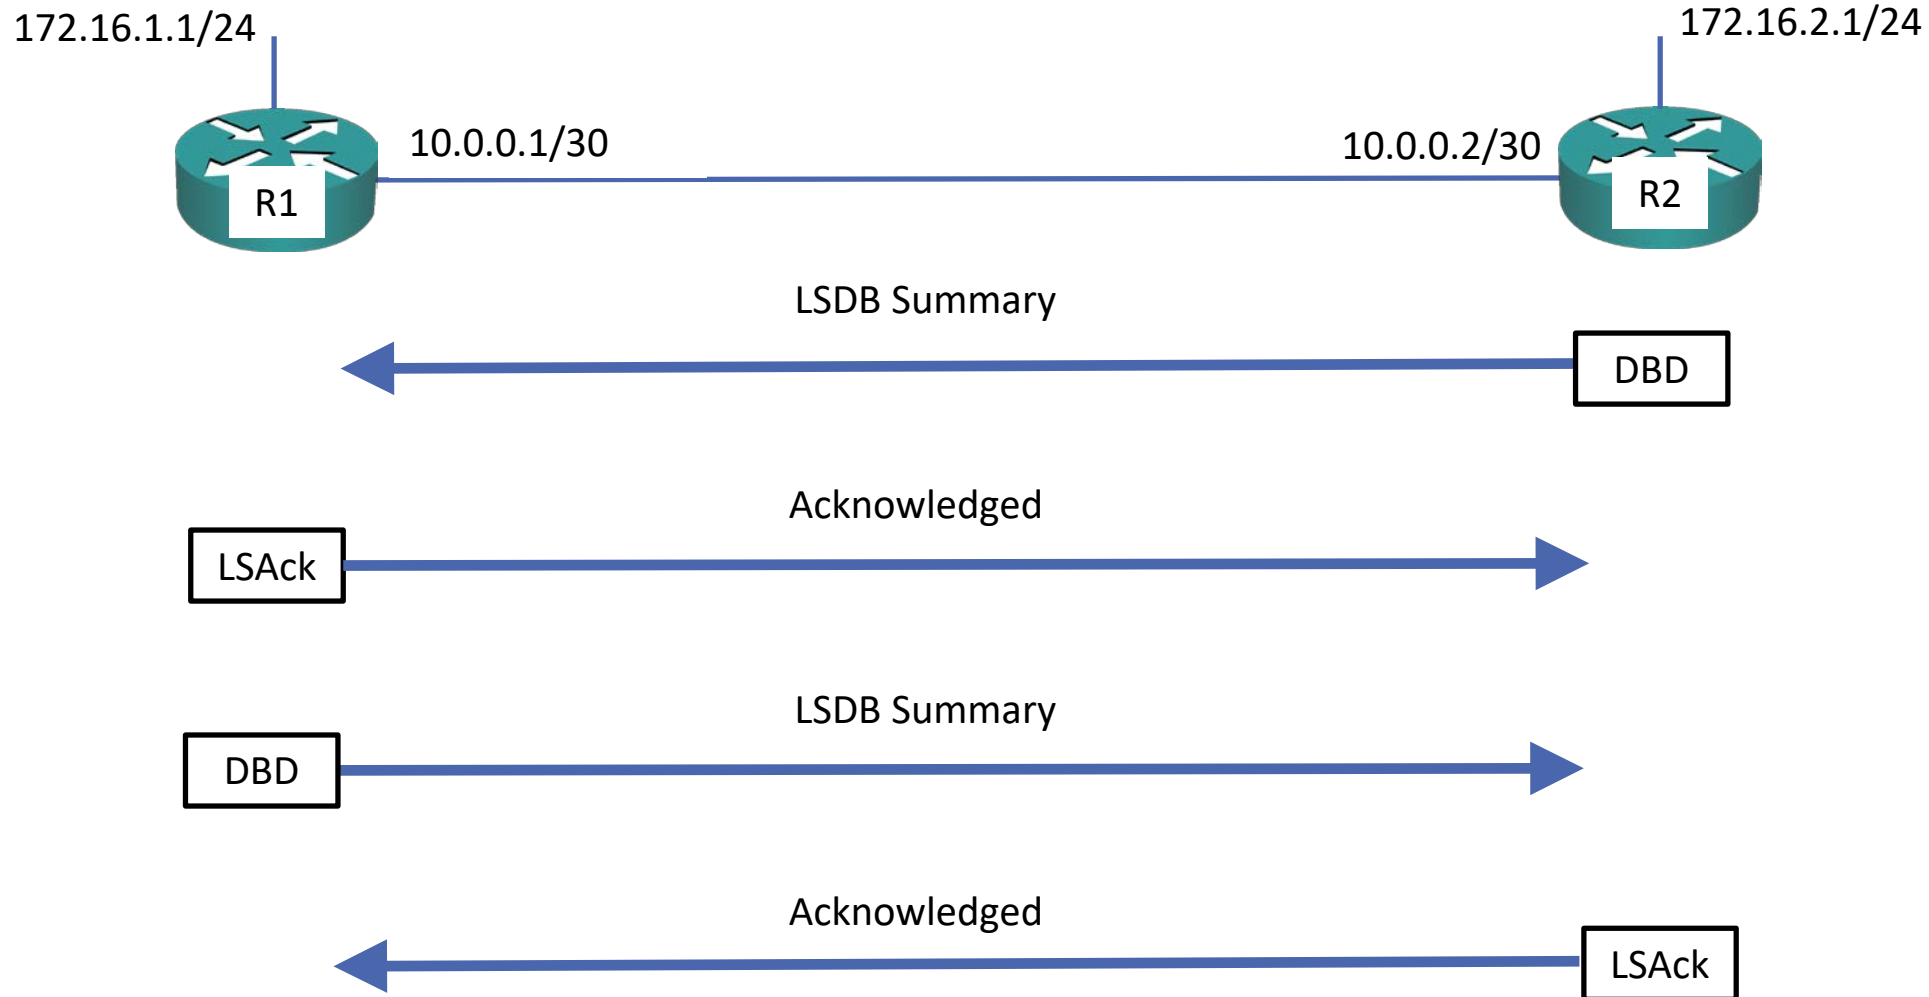 172.16.1.1/24
172.16.2.1/24
10.0.0.1/30
10.0.0.2/30
R1
R2
LSDB Summary
DBD
Acknowledged
LSAck
LSDB Summary
DBD
Acknowledged
LSAck